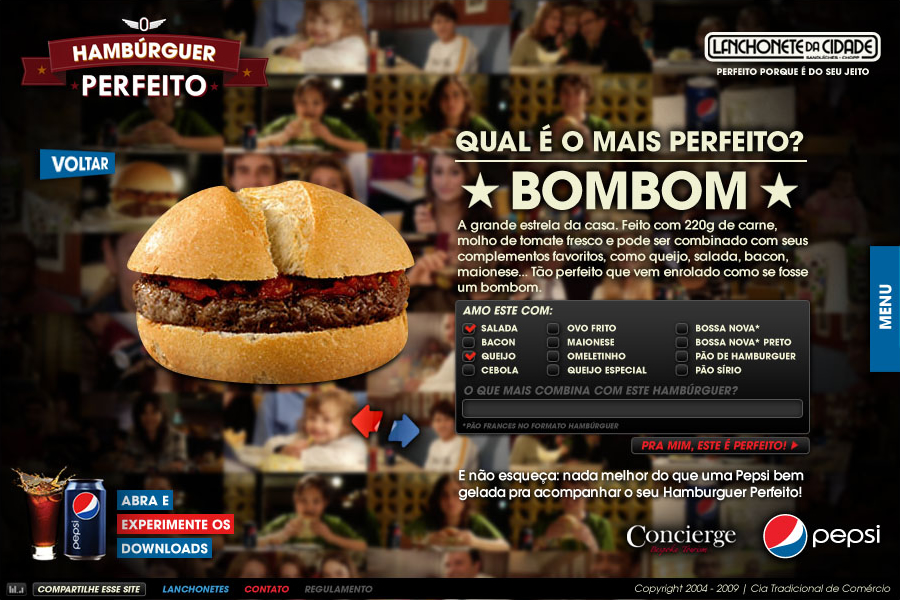 O
HAMBÚRGUER
PERFEITO
LANCHONETE DA CIDADE
SANDUÍCHES - CHOPP
PERFEITO PORQUE É DO SEU JEITO
VOLTAR
QUAL É O MAIS PERFEITO?
★ BOMBOM ★
A grande estrela da casa. Feito com 220g de carne,
molho de tomate fresco e pode ser combinado com seus
complementos favoritos, como queijo, salada, bacon,
maionese... Tão perfeito que vem enrolado como se fosse
um bombom.
MENU
AMO ESTE COM:
SALADA OVO FRITO BOSSA NOVA*
BACON MAIONESE BOSSA NOVA* PRETO
QUEIJO OMELETINHO PÃO DE HAMBURGUER
CEBOLA QUEIJO ESPECIAL PÃO SÍRIO
O QUE MAIS COMBINA COM ESTE HAMBÚRGUER?
*PÃO FRANCES NO FORMATO HAMBÚRGUER
PRA MIM, ESTE É PERFEITO!
E não esqueça: nada melhor do que uma Pepsi bem
gelada pra acompanhar o seu Hamburguer Perfeito!
pepsi
ABRA E
EXPERIMENTE OS
DOWNLOADS
Concierge
pepsi
COMPARTILHE ESSE SITE LANCHONETES CONTATO REGULAMENTO
Copyright 2004 - 2009 | Cia Tradicional de Comércio